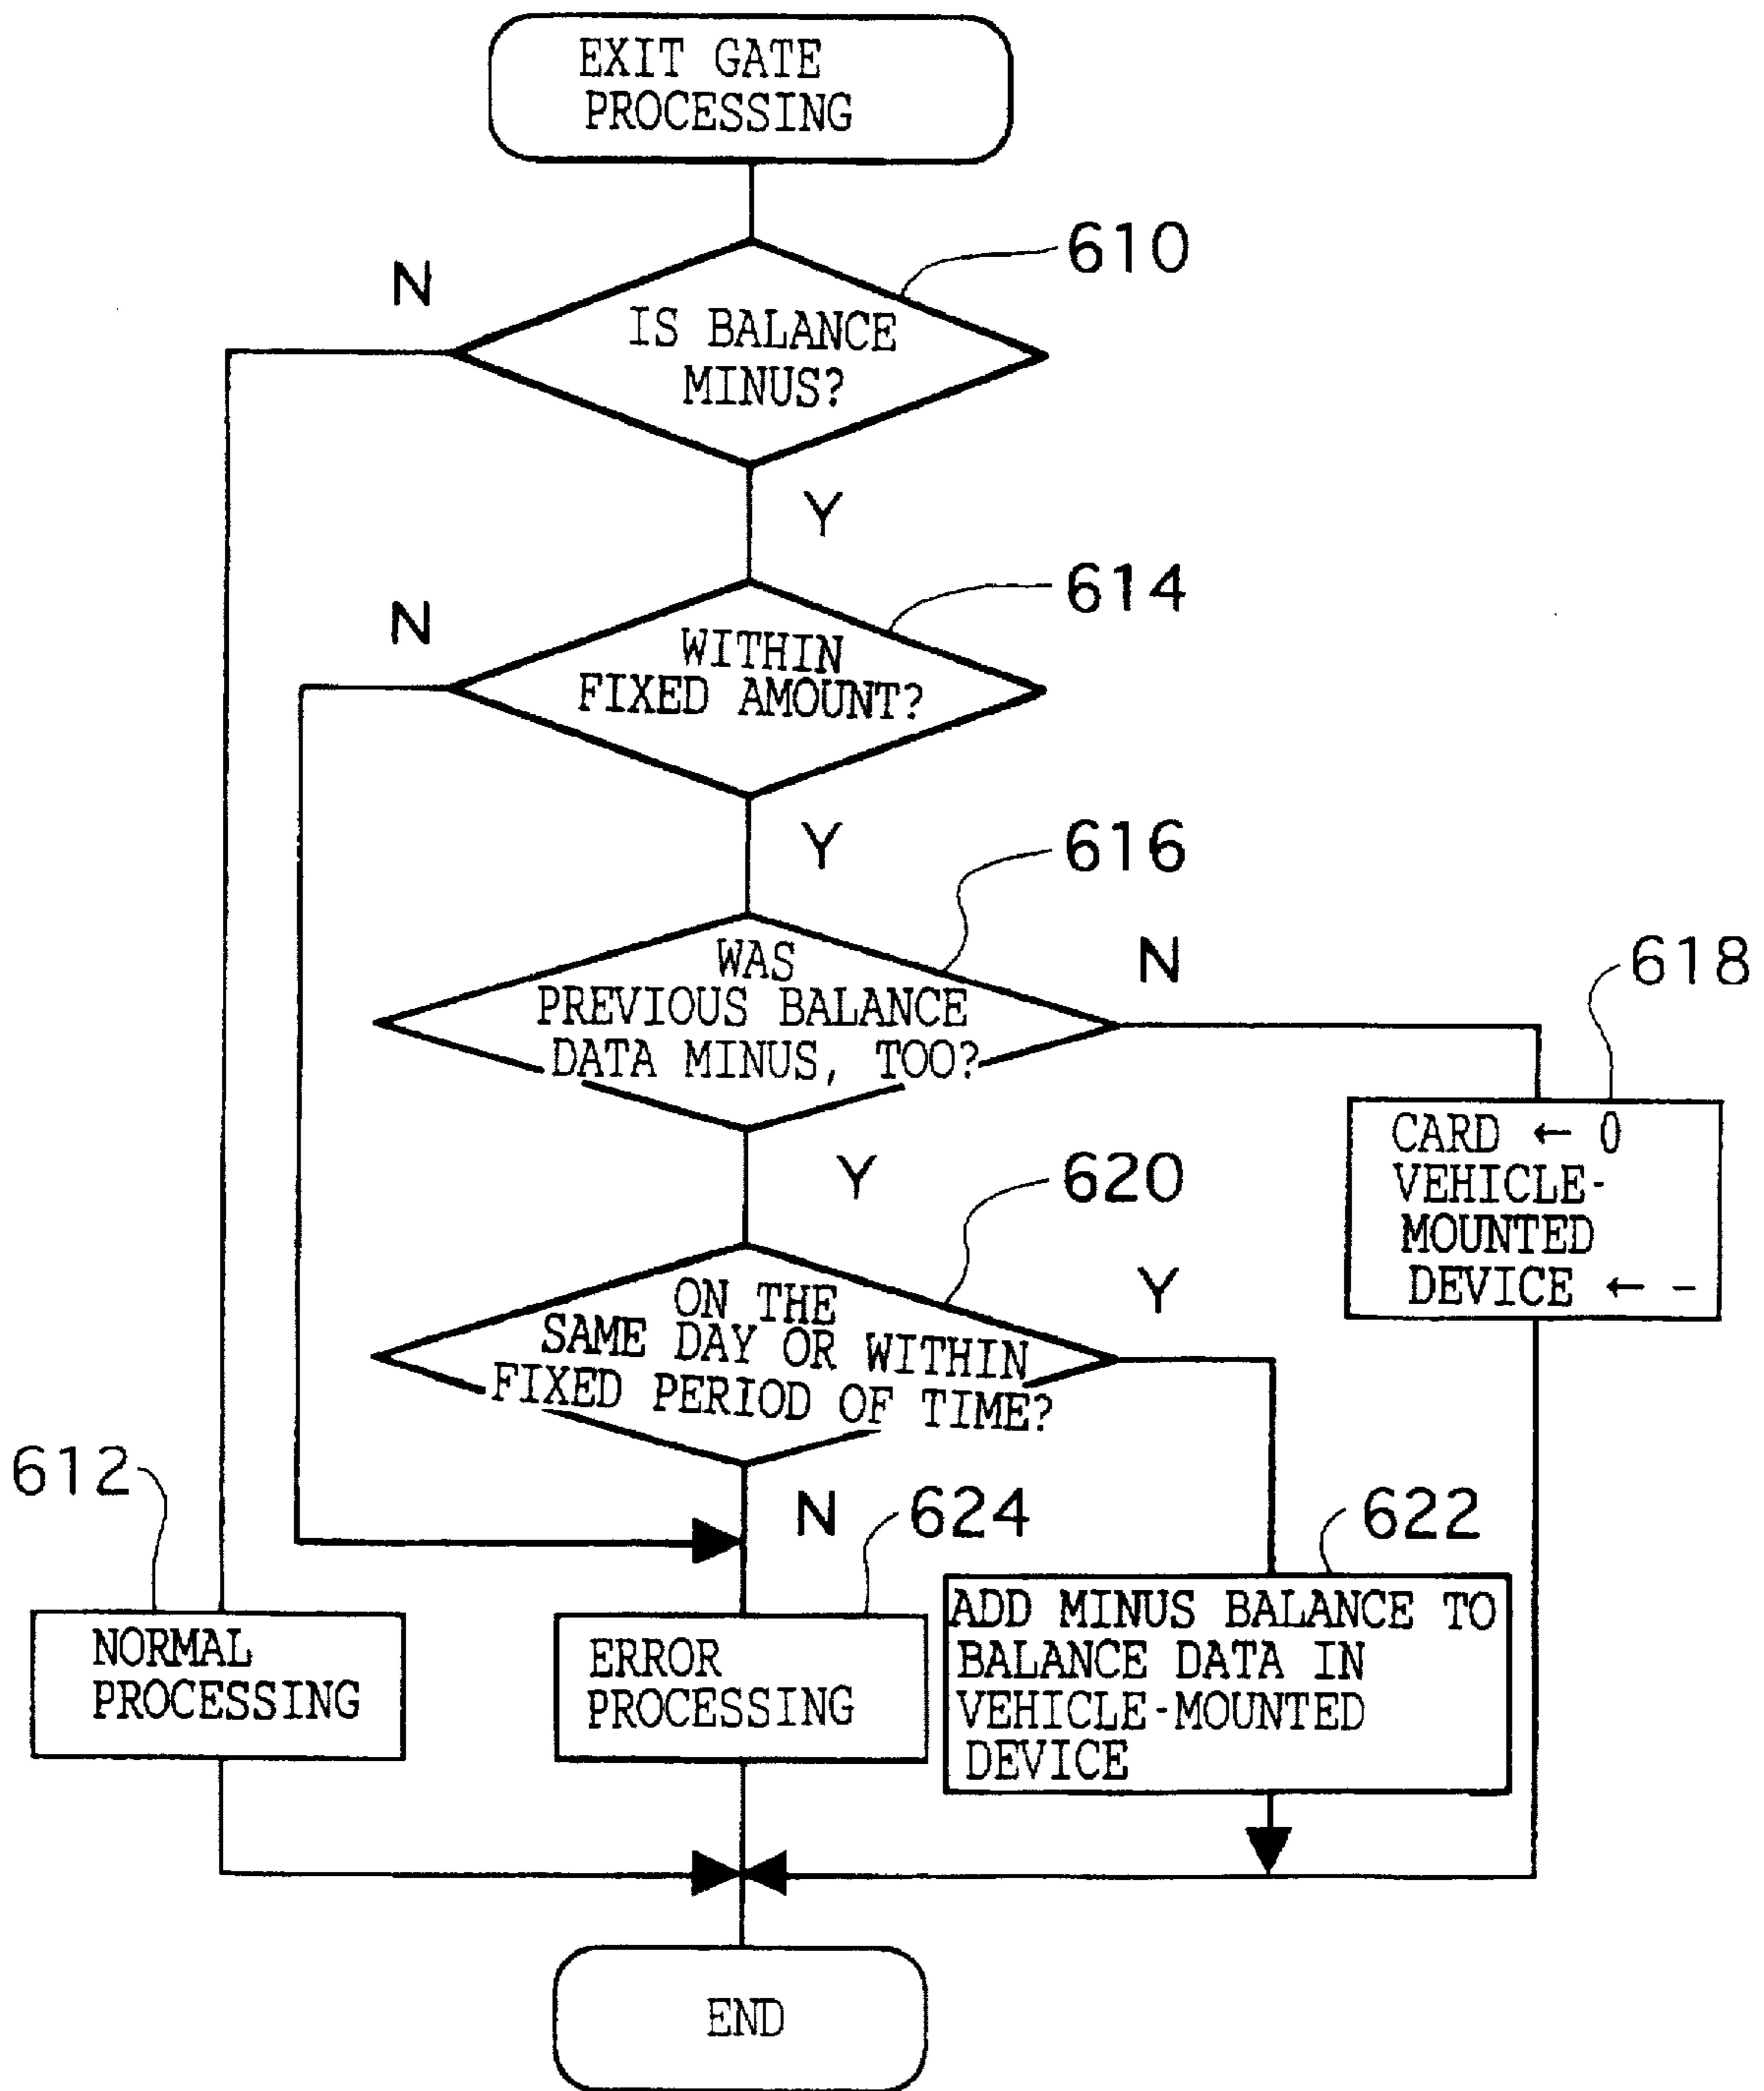 EXIT GATE
PROCESSING
610
N
IS BALANCE
MINUS?
Y
614
N
WITHIN
FIXED AMOUNT?
Y
616
WAS
PREVIOUS BALANCE
DATA MINUS, TOO?
N
618
CARD ← 0
VEHICLE-
MOUNTED
DEVICE ← -
Y
620
ON THE
SAME DAY OR WITHIN
FIXED PERIOD OF TIME?
Y
612
N
624
622
NORMAL
PROCESSING
ERROR
PROCESSING
ADD MINUS BALANCE TO
BALANCE DATA IN
VEHICLE-MOUNTED
DEVICE
END